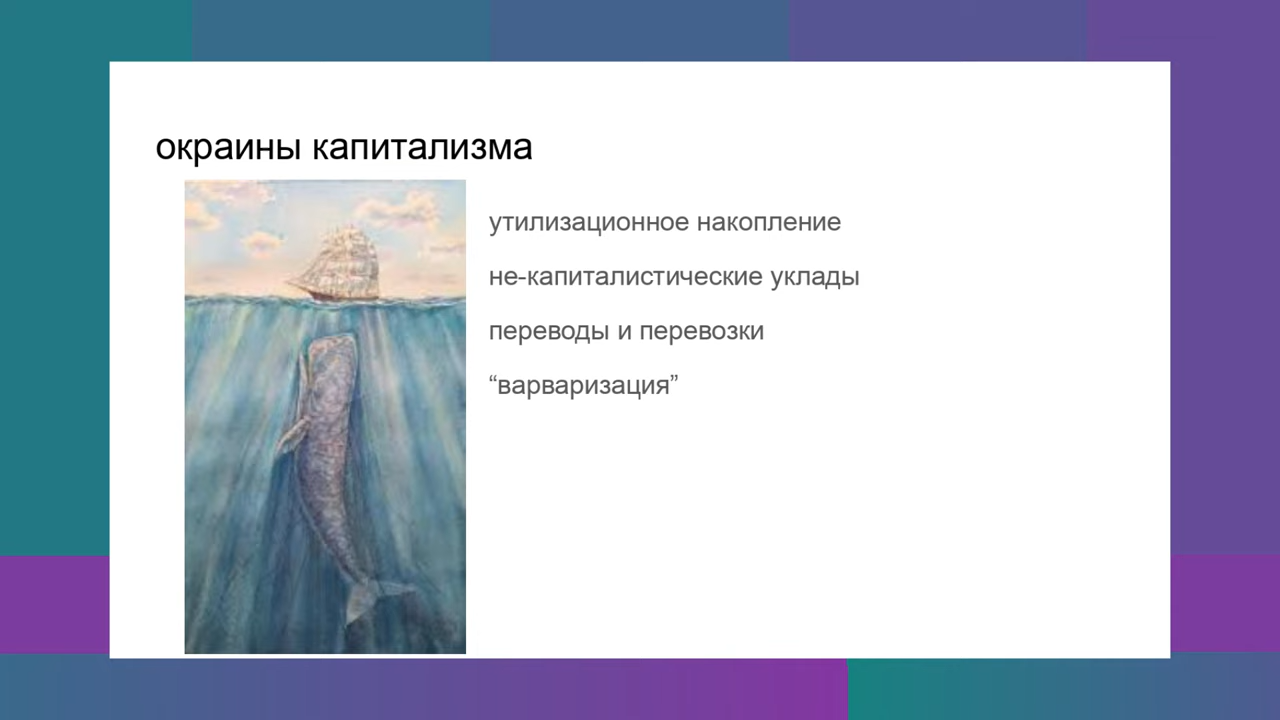 окраины капитализма
утилизационное накопление
не-капиталистические уклады
переводы и перевозки
“варваризация”